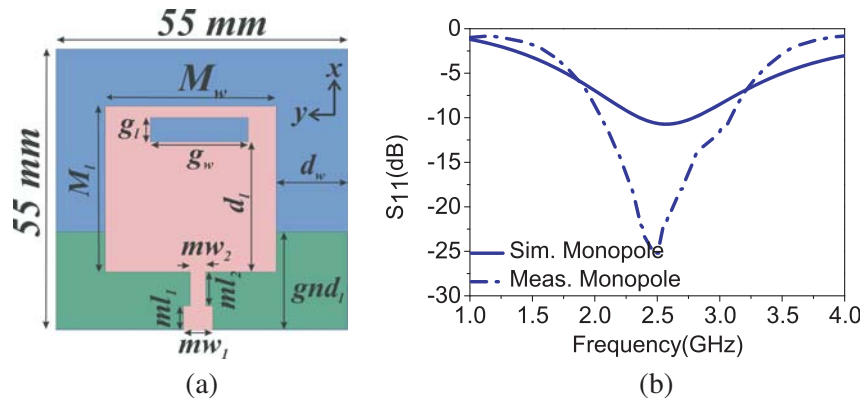 55 mm
55 mm
M_w
x
y
g_l
g_w
M_l
d_l
d_w
mw_2
ml_2
ml_1
gnd_l
mw_1
(a)
0
-5
-10
-15
-20
-25
-30
S_11(dB)
Sim. Monopole
Meas. Monopole
1.0 1.5 2.0 2.5 3.0 3.5 4.0
Frequency(GHz)
(b)